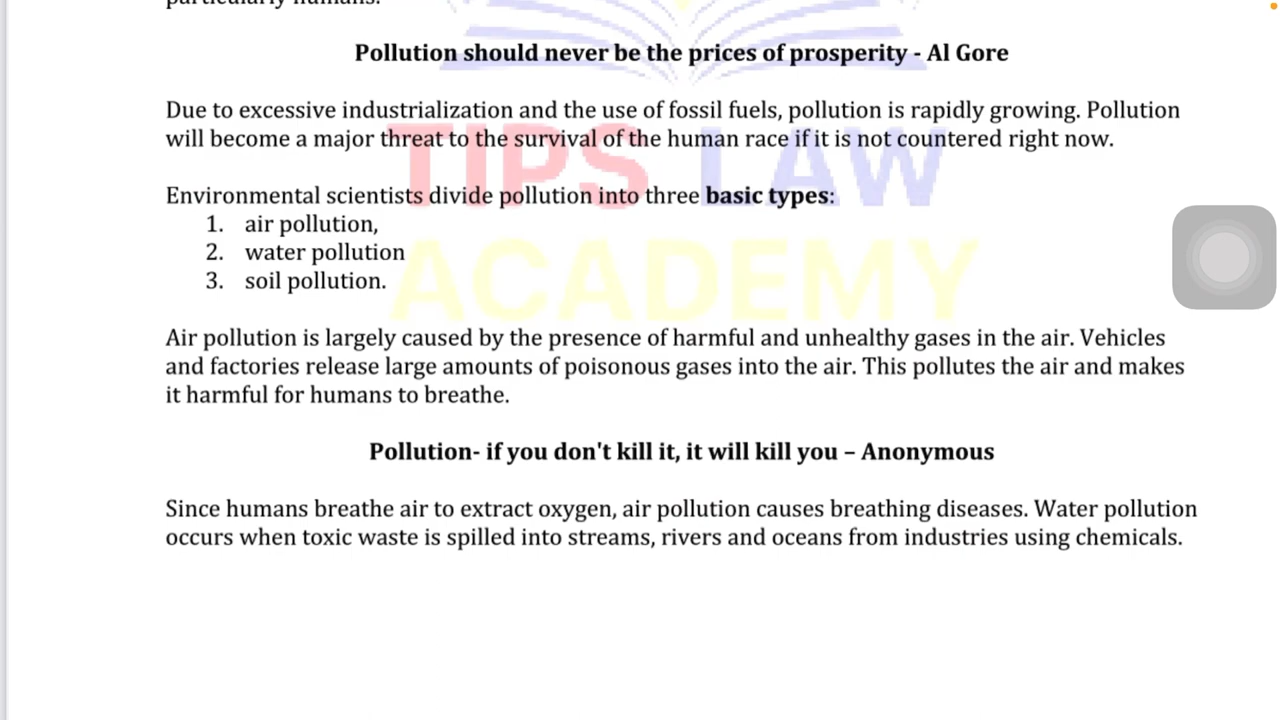 particularly humans.
Pollution should never be the prices of prosperity - Al Gore
Due to excessive industrialization and the use of fossil fuels, pollution is rapidly growing. Pollution
will become a major threat to the survival of the human race if it is not countered right now.
Environmental scientists divide pollution into three basic types:
1. air pollution,
2. water pollution
3. soil pollution.
Air pollution is largely caused by the presence of harmful and unhealthy gases in the air. Vehicles
and factories release large amounts of poisonous gases into the air. This pollutes the air and makes
it harmful for humans to breathe.
Pollution- if you don't kill it, it will kill you – Anonymous
Since humans breathe air to extract oxygen, air pollution causes breathing diseases. Water pollution
occurs when toxic waste is spilled into streams, rivers and oceans from industries using chemicals.
TIPS LAW
ACADEMY